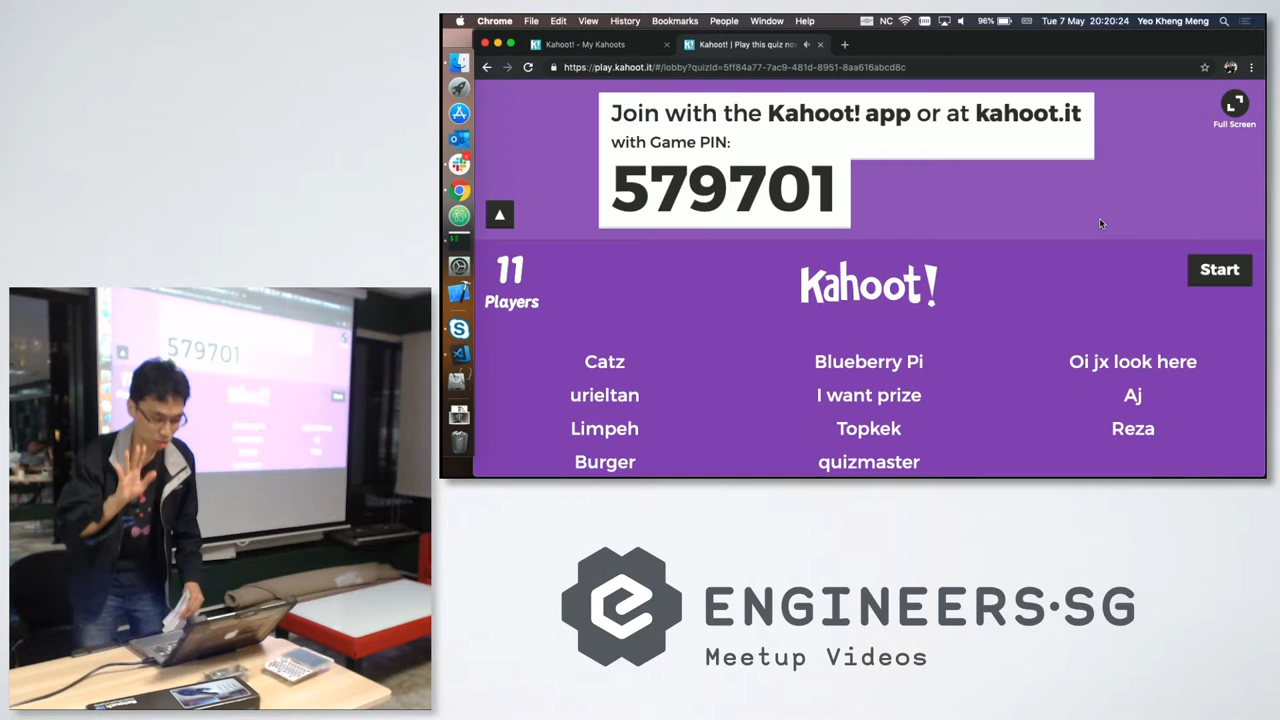 Chrome File Edit View History Bookmarks People Window Help NC 96% Tue 7 May 20:20:24 Yeo Kheng Meng
Kahoot! - My Kahoots
Kahoot! | Play this quiz no
https://play.kahoot.it/#/lobby?quizId=5ff84a77-7ac9-481d-8951-8aa616abcd8c
Join with the Kahoot! app or at kahoot.it
with Game PIN:
579701
Full Screen
11
Players
Kahoot!
Start
Catz Blueberry Pi Oi jx look here
urieltan I want prize Aj
Limpeh Topkek Reza
Burger quizmaster
579701
Kahoot!
ENGINEERS·SG
Meetup Videos